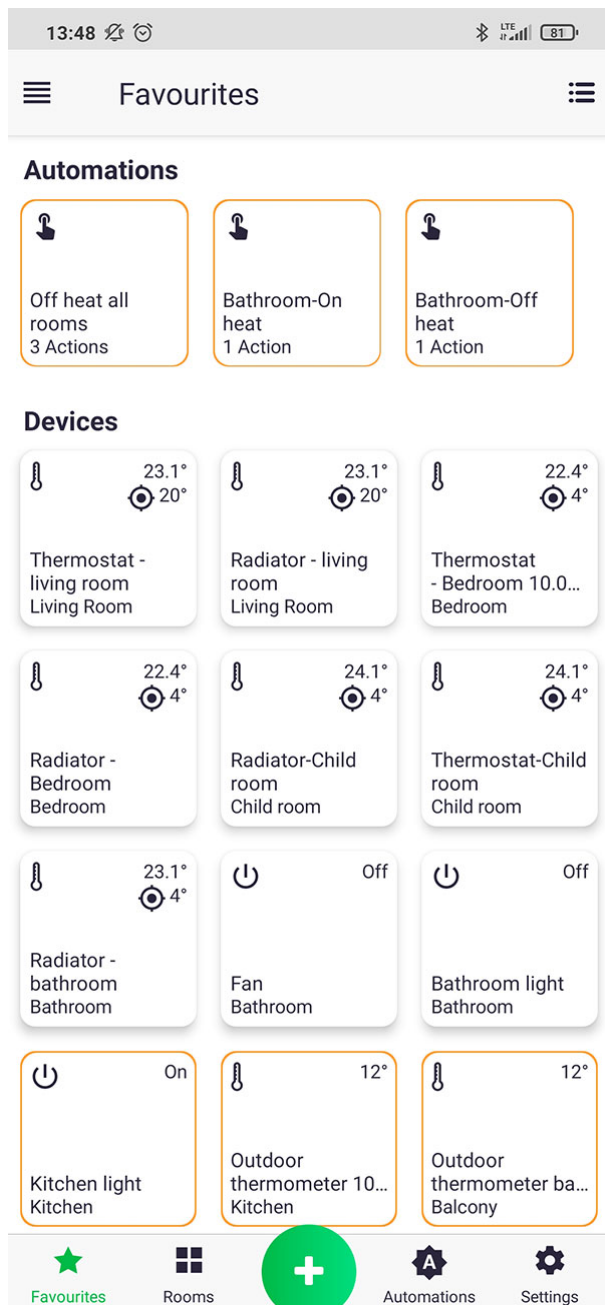 13:48
LTE
81
Favourites
Automations
Off heat all
rooms
3 Actions
Bathroom-On
heat
1 Action
Bathroom-Off
heat
1 Action
Devices
23.1°
20°
Thermostat -
living room
Living Room
23.1°
20°
Radiator - living
room
Living Room
22.4°
4°
Thermostat
- Bedroom 10.0...
Bedroom
22.4°
4°
Radiator -
Bedroom
Bedroom
24.1°
4°
Radiator-Child
room
Child room
24.1°
4°
Thermostat-Child
room
Child room
23.1°
4°
Radiator -
bathroom
Bathroom
Off
Fan
Bathroom
Off
Bathroom light
Bathroom
On
Kitchen light
Kitchen
12°
Outdoor
thermometer 10...
Kitchen
12°
Outdoor
thermometer ba...
Balcony
Favourites
Rooms
A
Automations
Settings